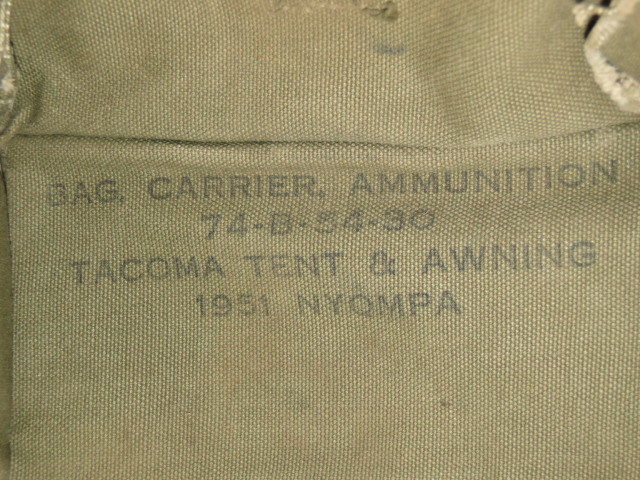 BAG, CARRIER, AMMUNITION
74-B-54-30
TACOMA TENT & AWNING
1951 NYQMPA